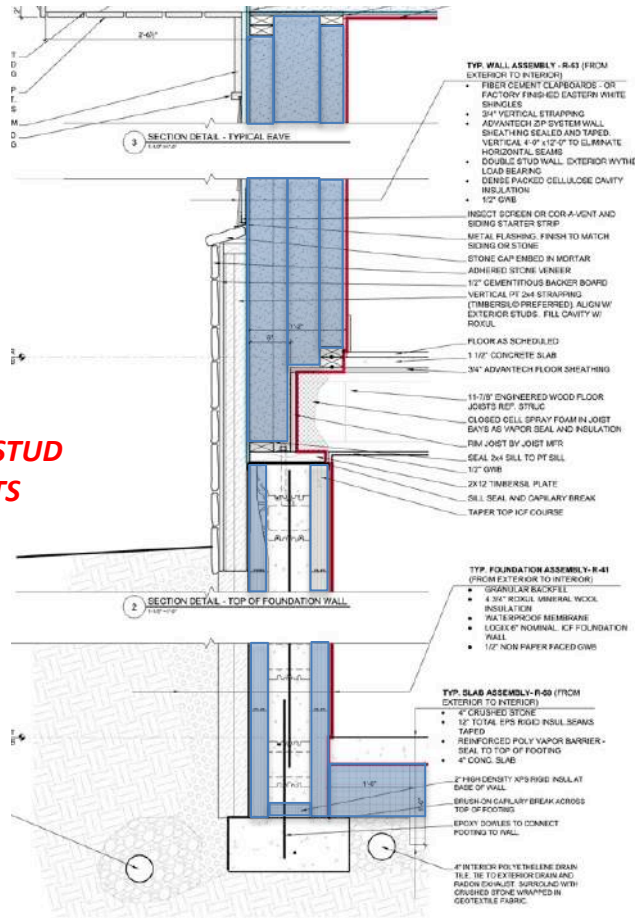 2'-6½"
TYP. WALL ASSEMBLY - R-53 (FROM
EXTERIOR TO INTERIOR)
• FIBER CEMENT CLAPBOARDS - OR
FACTORY FINISHED EASTERN WHITE
SHINGLES
• 3/4" VERTICAL STRAPPING
• ADVANTECH ZIP SYSTEM WALL
SHEATHING SEALED AND TAPED.
VERTICAL 4'-0" x12'-0" TO ELIMINATE
HORIZONTAL SEAMS
• DOUBLE STUD WALL. EXTERIOR WYTHE
LOAD BEARING
• DENSE PACKED CELLULOSE CAVITY
INSULATION
• 1/2" GWB
3 SECTION DETAIL - TYPICAL EAVE
INSECT SCREEN OR COR-A-VENT AND
SIDING STARTER STRIP
METAL FLASHING. FINISH TO MATCH
SIDING OR STONE
STONE CAP EMBED IN MORTAR
ADHERED STONE VENEER
1/2" CEMENTITIOUS BACKER BOARD
VERTICAL PT 2x4 STRAPPING
(TIMBERSIL© PREFERRED). ALIGN W/
EXTERIOR STUDS. FILL CAVITY W/
ROXUL
FLOOR AS SCHEDULED
1 1/2" CONCRETE SLAB
3/4" ADVANTECH FLOOR SHEATHING
11-7/8" ENGINEERED WOOD FLOOR
JOISTS REF. STRUC
CLOSED CELL SPRAY FOAM IN JOIST
BAYS AS VAPOR SEAL AND INSULATION
RIM JOIST BY JOIST MFR
SEAL 2x4 SILL TO PT SILL
1/2" GWB
2X12 TIMBERSIL PLATE
SILL SEAL AND CAPILARY BREAK
TAPER TOP ICF COURSE
STUD
TS
2 SECTION DETAIL - TOP OF FOUNDATION WALL
TYP. FOUNDATION ASSEMBLY- R-41
(FROM EXTERIOR TO INTERIOR)
• GRANULAR BACKFILL
• 4 3/4" ROXUL MINERAL WOOL
INSULATION
• WATERPROOF MEMBRANE
• LOGIX 6" NOMINAL. ICF FOUNDATION
WALL
• 1/2" NON PAPER FACED GWB
TYP. SLAB ASSEMBLY- R-60 (FROM
EXTERIOR TO INTERIOR)
• 4" CRUSHED STONE
• 12" TOTAL EPS RIGID INSUL.SEAMS
TAPED
• REINFORCED POLY VAPOR BARRIER -
SEAL TO TOP OF FOOTING
• 4" CONC. SLAB
2" HIGH DENSITY XPS RIGID INSUL AT
BASE OF WALL
BRUSH-ON CAPILARY BREAK ACROSS
TOP OF FOOTING
EPOXY DOWLES TO CONNECT
FOOTING TO WALL
4" INTERIOR POLYETHELENE DRAIN
TILE. TIE TO EXTERIOR DRAIN AND
RADON EXHAUST. SURROUND WITH
CRUSHED STONE WRAPPED IN
GEOTEXTILE FABRIC.